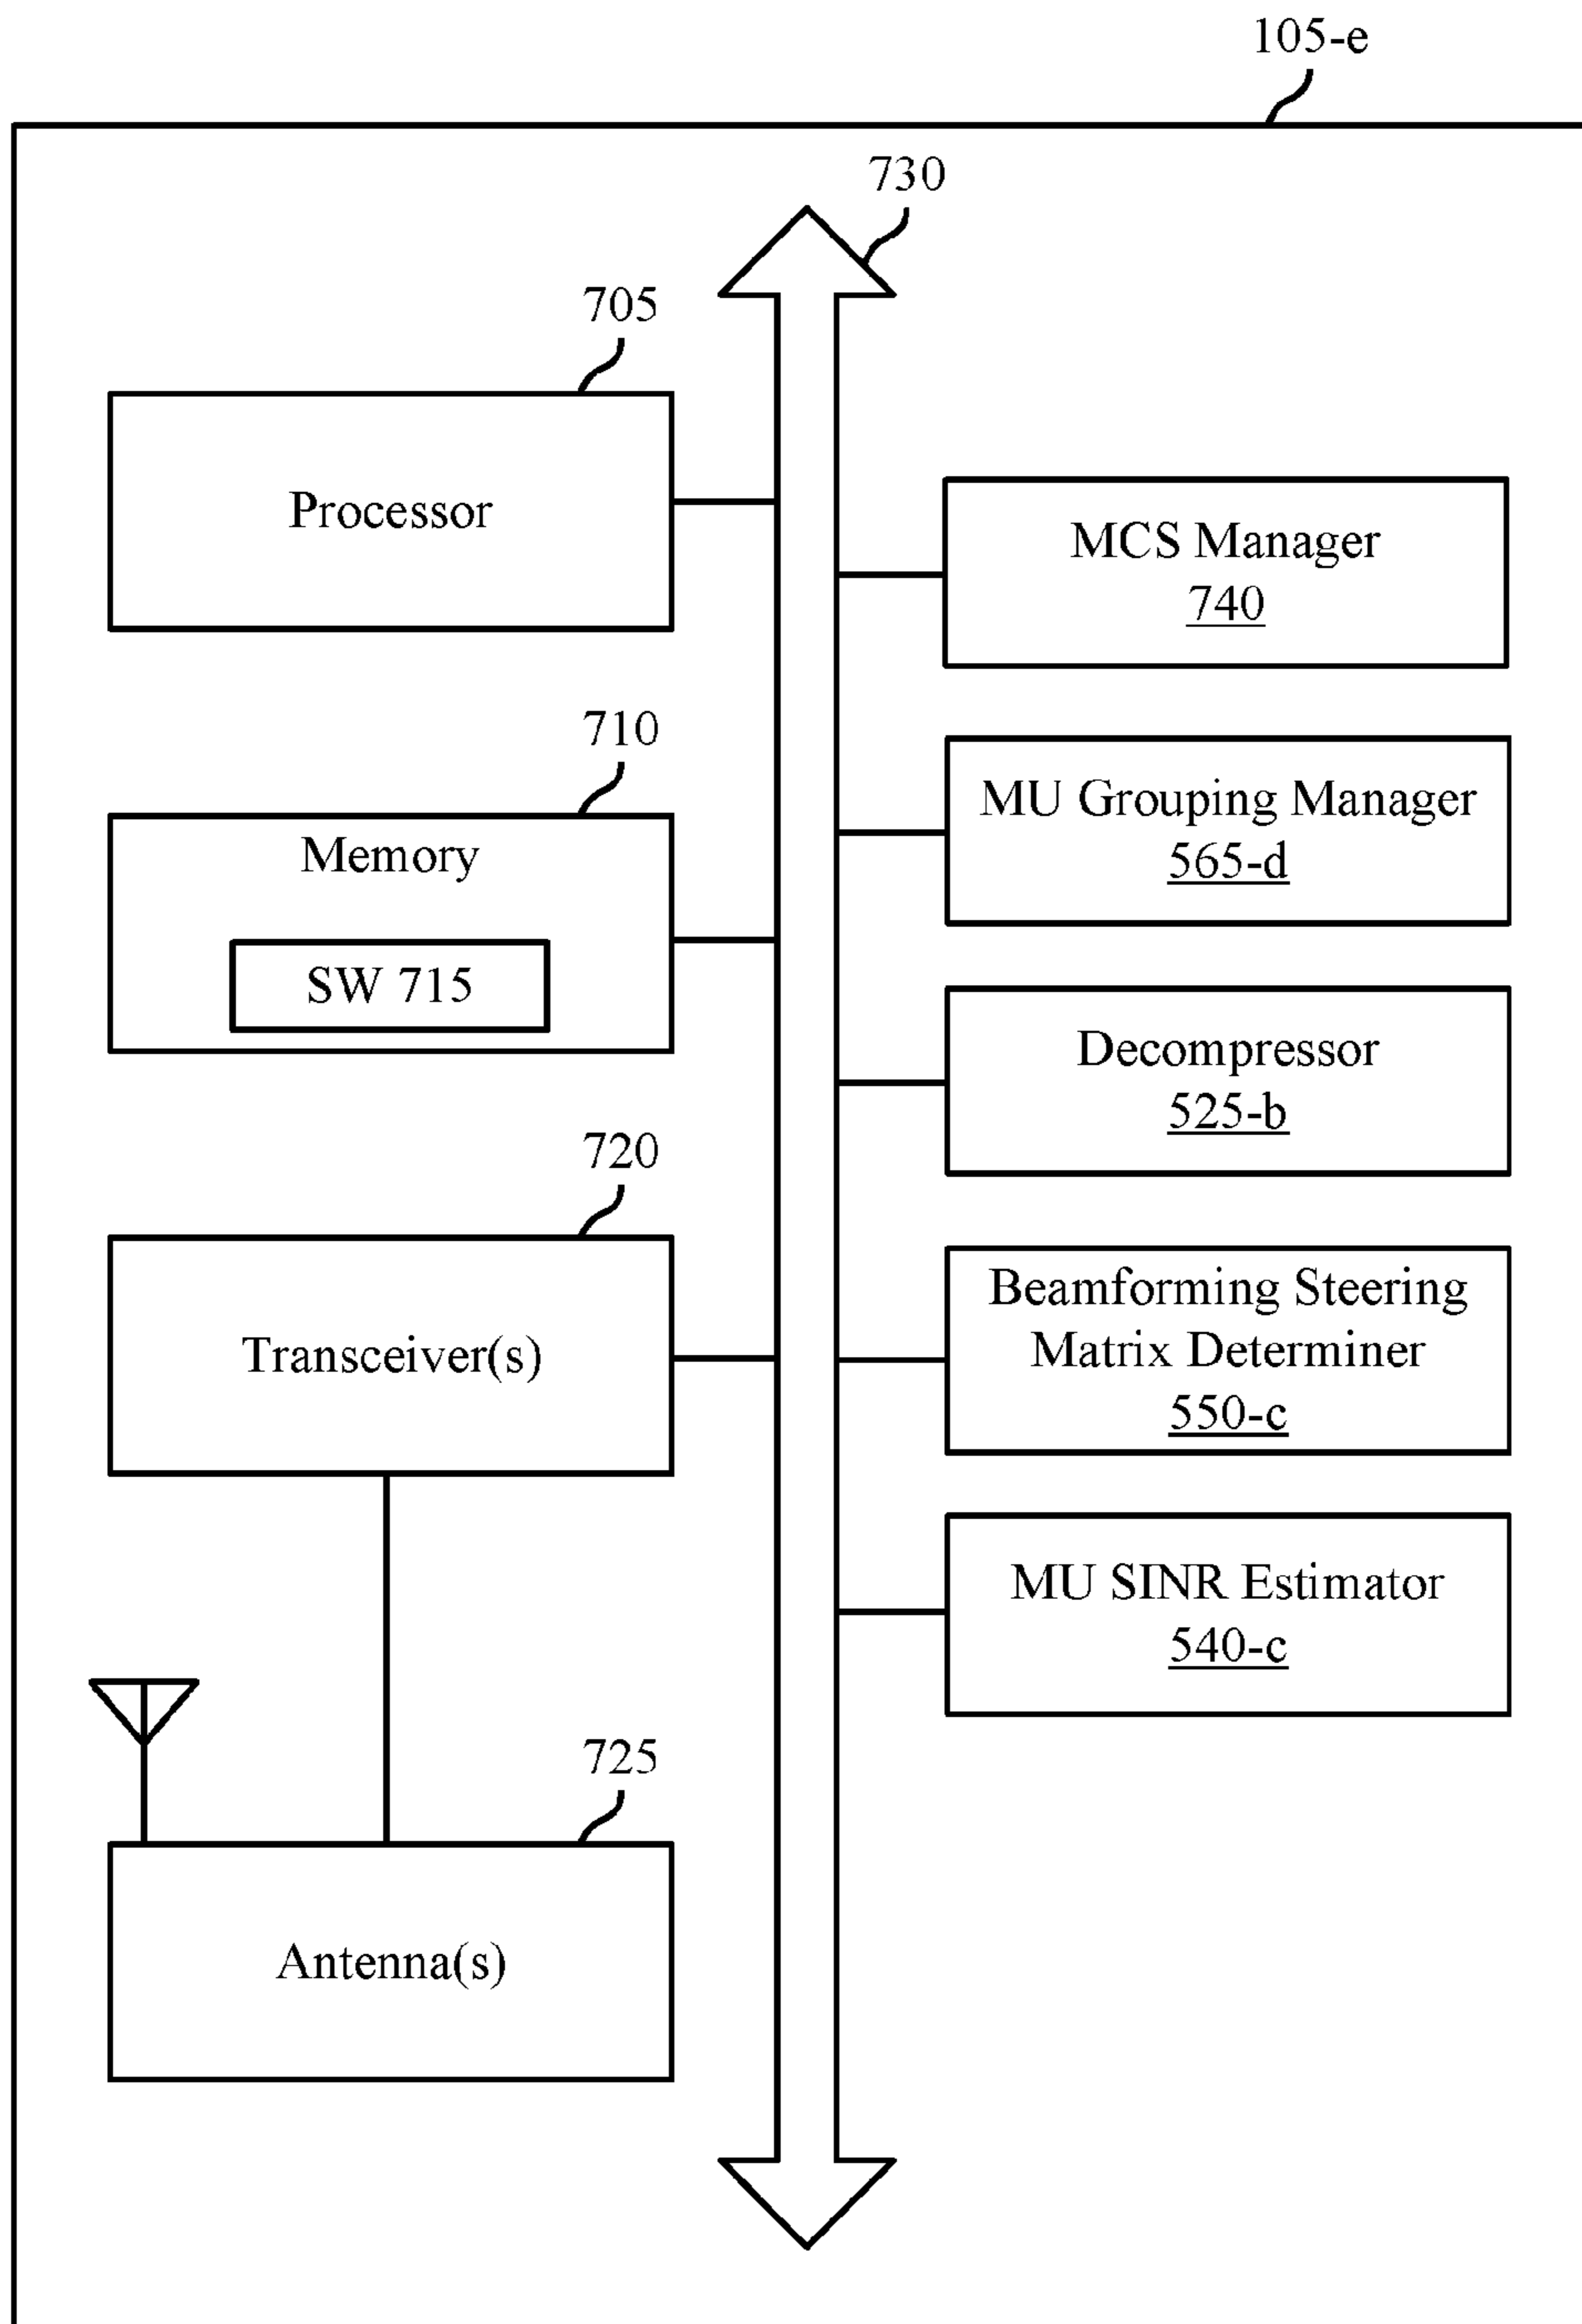 105-e
730
705
Processor
710
Memory
SW 715
720
Transceiver(s)
725
Antenna(s)
MCS Manager
740
MU Grouping Manager
565-d
Decompressor
525-b
Beamforming Steering
Matrix Determiner
550-c
MU SINR Estimator
540-c